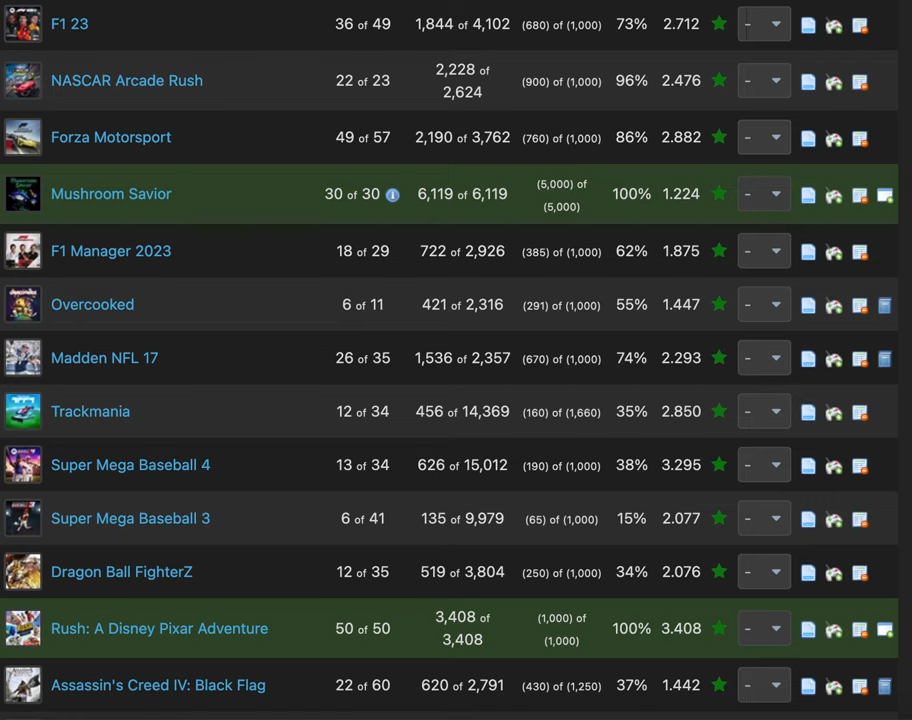 F1 23 36 of 49 1,844 of 4,102 (680) of (1,000) 73% 2.712 -
NASCAR Arcade Rush 22 of 23 2,228 of 2,624 (900) of (1,000) 96% 2.476 -
Forza Motorsport 49 of 57 2,190 of 3,762 (760) of (1,000) 86% 2.882 -
Mushroom Savior 30 of 30 6,119 of 6,119 (5,000) of (5,000) 100% 1.224 -
F1 Manager 2023 18 of 29 722 of 2,926 (385) of (1,000) 62% 1.875 -
Overcooked 6 of 11 421 of 2,316 (291) of (1,000) 55% 1.447 -
Madden NFL 17 26 of 35 1,536 of 2,357 (670) of (1,000) 74% 2.293 -
Trackmania 12 of 34 456 of 14,369 (160) of (1,660) 35% 2.850 -
Super Mega Baseball 4 13 of 34 626 of 15,012 (190) of (1,000) 38% 3.295 -
Super Mega Baseball 3 6 of 41 135 of 9,979 (65) of (1,000) 15% 2.077 -
Dragon Ball FighterZ 12 of 35 519 of 3,804 (250) of (1,000) 34% 2.076 -
Rush: A Disney Pixar Adventure 50 of 50 3,408 of 3,408 (1,000) of (1,000) 100% 3.408 -
Assassin's Creed IV: Black Flag 22 of 60 620 of 2,791 (430) of (1,250) 37% 1.442 -